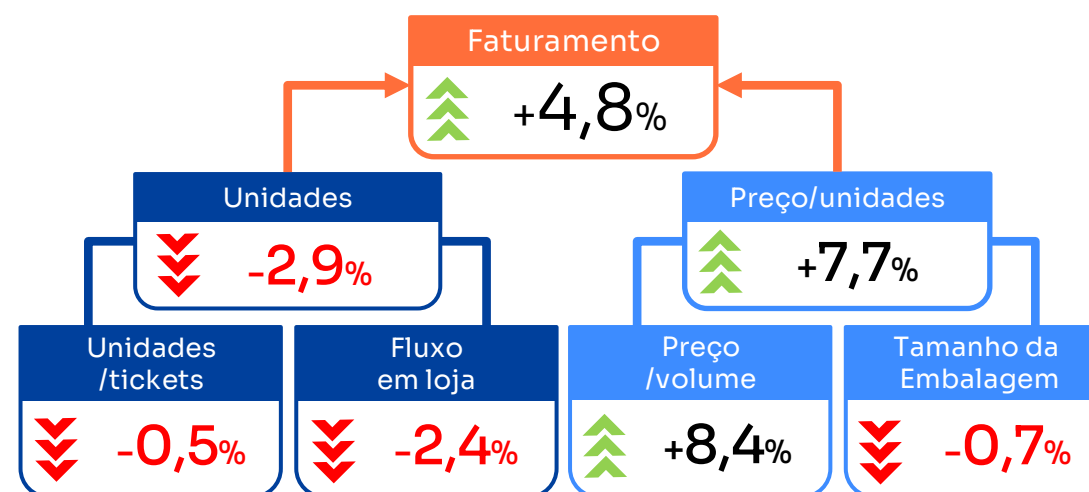 Faturamento
+4,8%
Unidades
-2,9%
Preço/unidades
+7,7%
Unidades
/tickets
-0,5%
Fluxo
em loja
-2,4%
Preço
/volume
+8,4%
Tamanho da
Embalagem
-0,7%